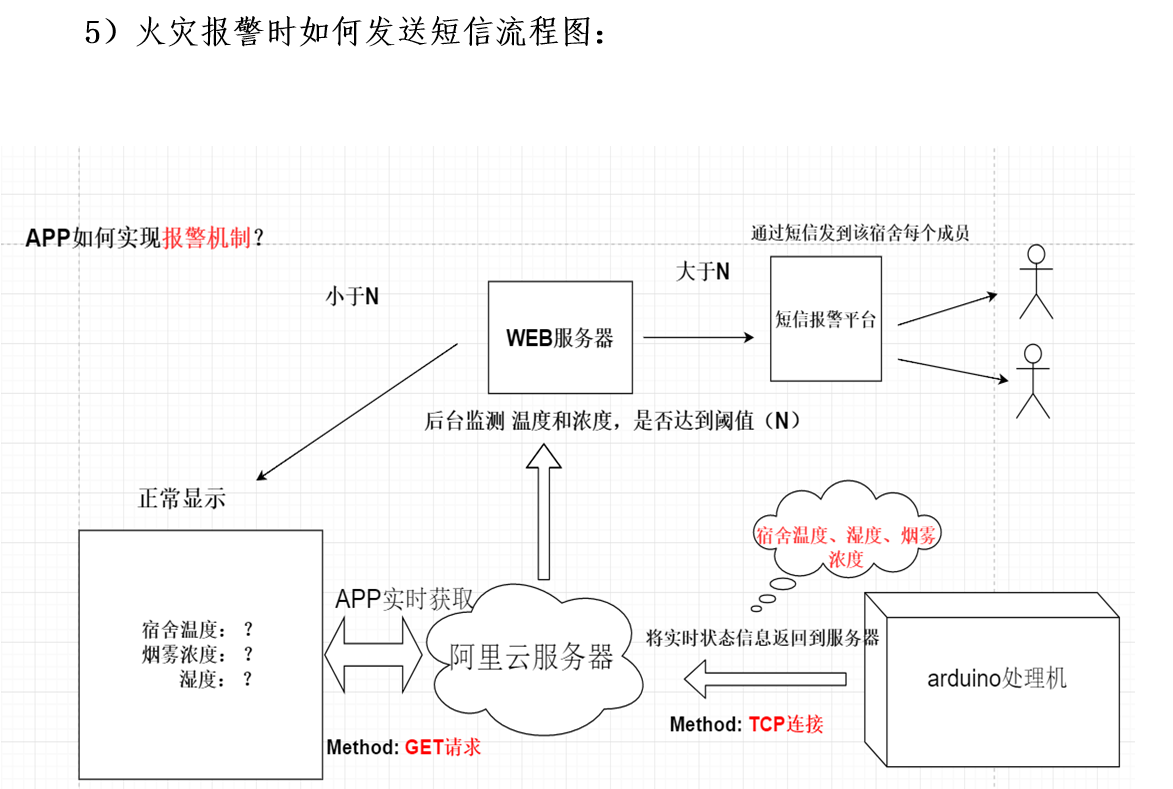 5）火灾报警时如何发送短信流程图：
APP如何实现报警机制？
通过短信发到该宿舍每个成员
小于N
大于N
WEB服务器
短信报警平台
后台监测 温度和浓度，是否达到阈值（N）
正常显示
宿舍温度、湿度、烟雾
浓度
APP实时获取
宿舍温度： ？
烟雾浓度： ？
湿度： ？
阿里云服务器
将实时状态信息返回到服务器
arduino处理机
Method: TCP连接
Method: GET请求